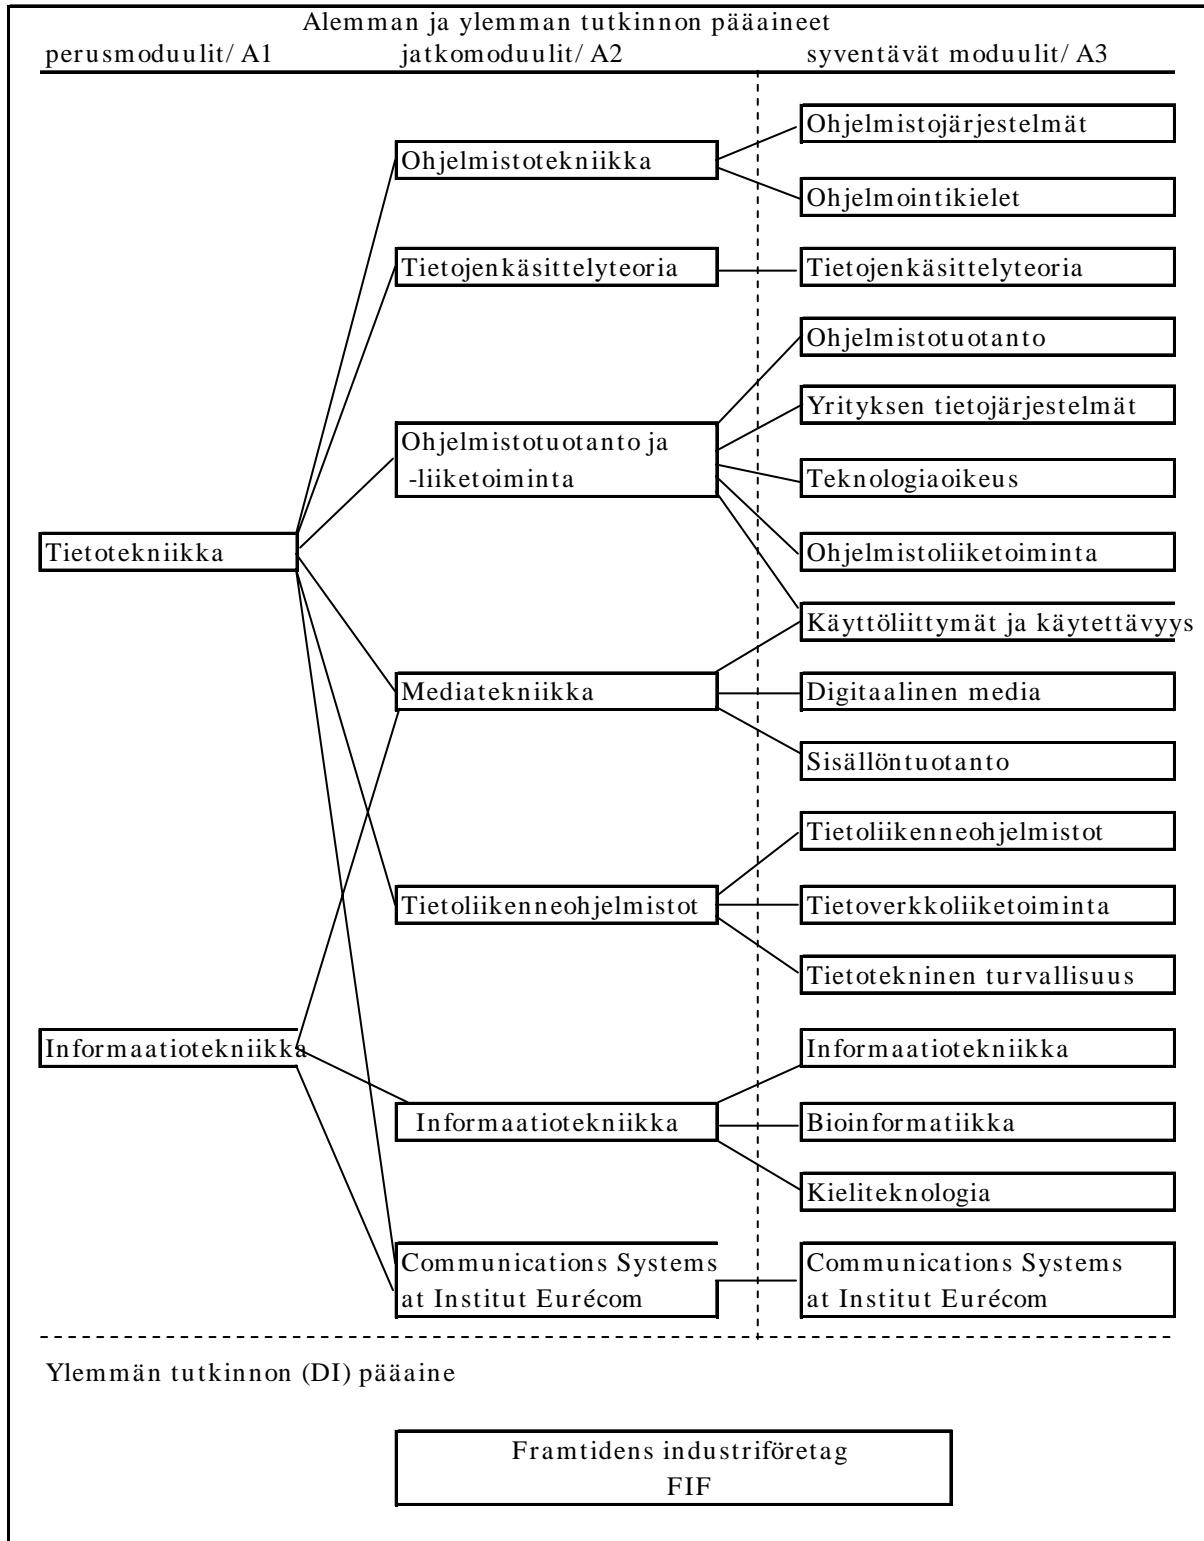 Alemman ja ylemman tutkinnon pääaineet
perusmoduulit/ A1
jatkomoduulit/ A2
syventävät moduulit/ A3
Ohjelmistojärjestelmät
Ohjelmistotekniikka
Ohjelmointikielet
Tietojenkäsittelyteoria
Tietojenkäsittelyteoria
Ohjelmistotuotanto
Yrityksen tietojärjestelmät
Ohjelmistotuotanto ja
-liiketoiminta
Teknologiaoikeus
Tietotekniikka
Ohjelmistoliiketoiminta
Käyttöliittymät ja käytettävyys
Mediatekniikka
Digitaalinen media
Sisällöntuotanto
Tietoliikenneohjelmistot
Tietoliikenneohjelmistot
Tietoverkkoliiketoiminta
Tietotekninen turvallisuus
Informaatiotekniikka
Informaatiotekniikka
Informaatiotekniikka
Bioinformatiikka
Kieliteknologia
Communications Systems
at Institut Eurécom
Communications Systems
at Institut Eurécom
Ylemmän tutkinnon (DI) pääaine
Framtidens industriföretag
FIF